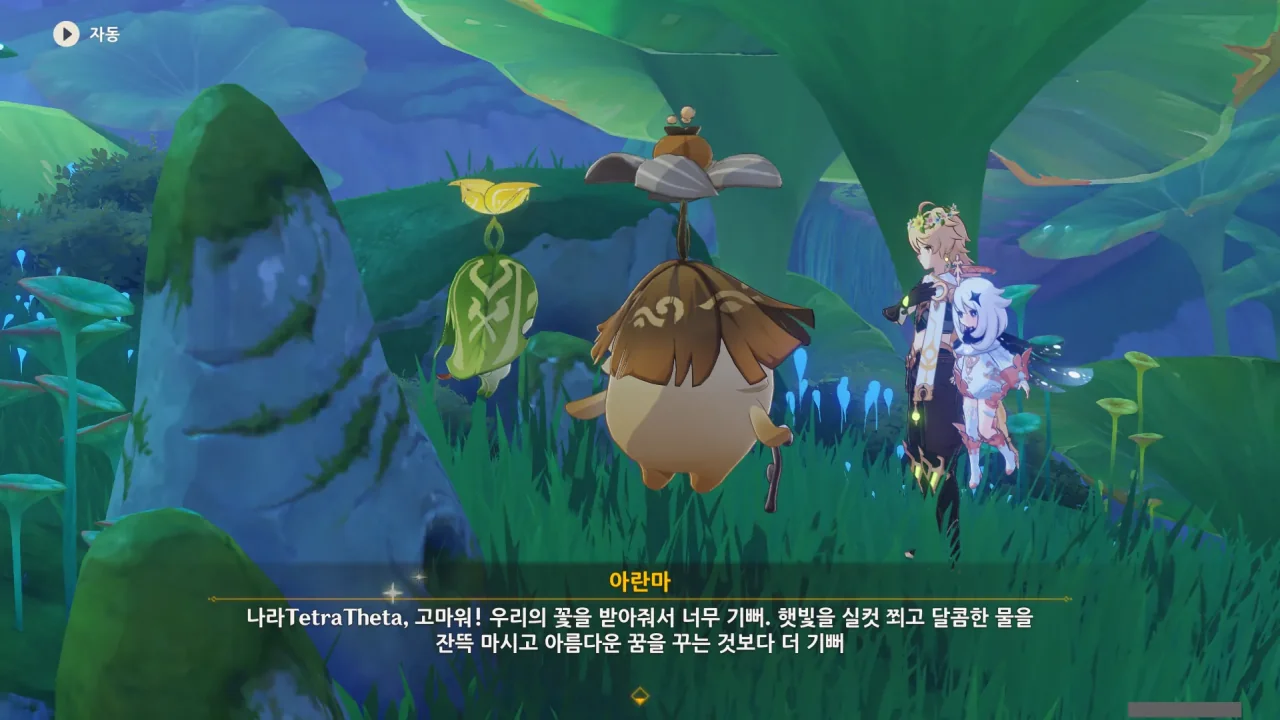 자동
아란마
나라TetraTheta, 고마워! 우리의 꽃을 받아줘서 너무 기뻐. 햇빛을 실컷 쬐고 달콤한 물을
잔뜩 마시고 아름다운 꿈을 꾸는 것보다 더 기뻐